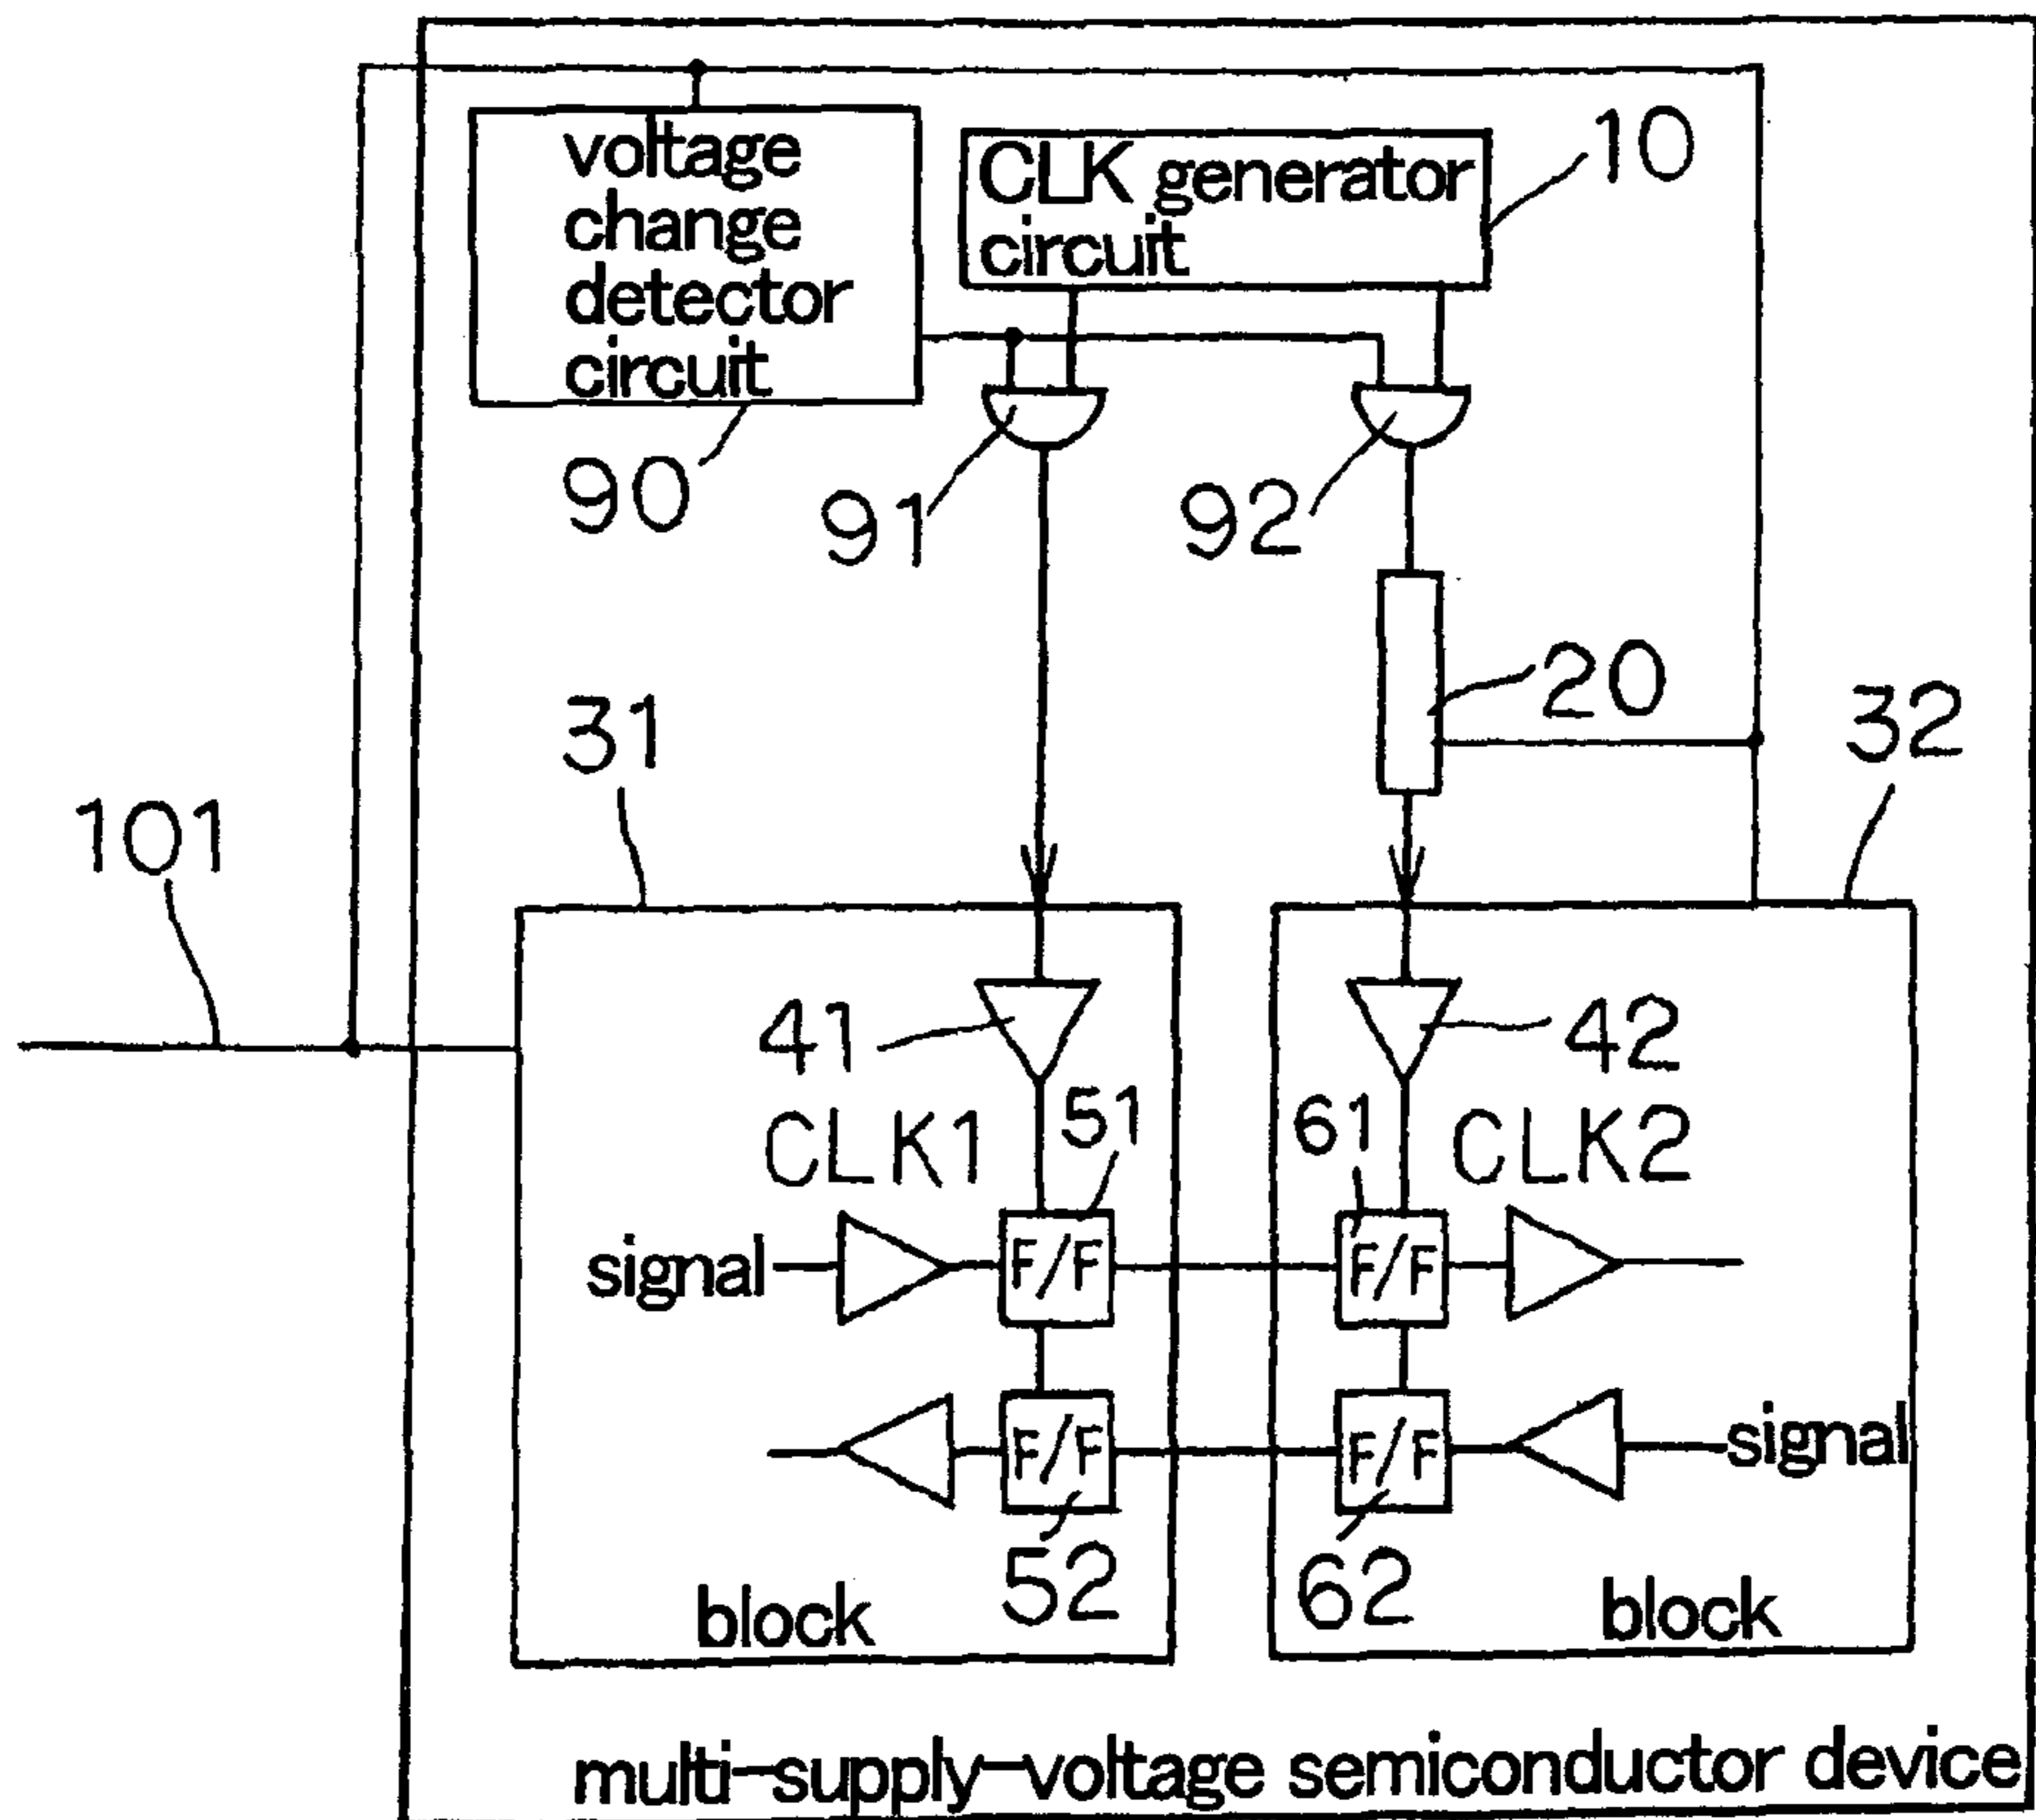 voltage
change
detector
circuit
CLK generator
circuit
10
90
91
92
20
31
32
101
41
42
CLK1
51
61
CLK2
signal
F/F
F/F
F/F
F/F
signal
52
62
block
block
multi-supply-voltage semiconductor device